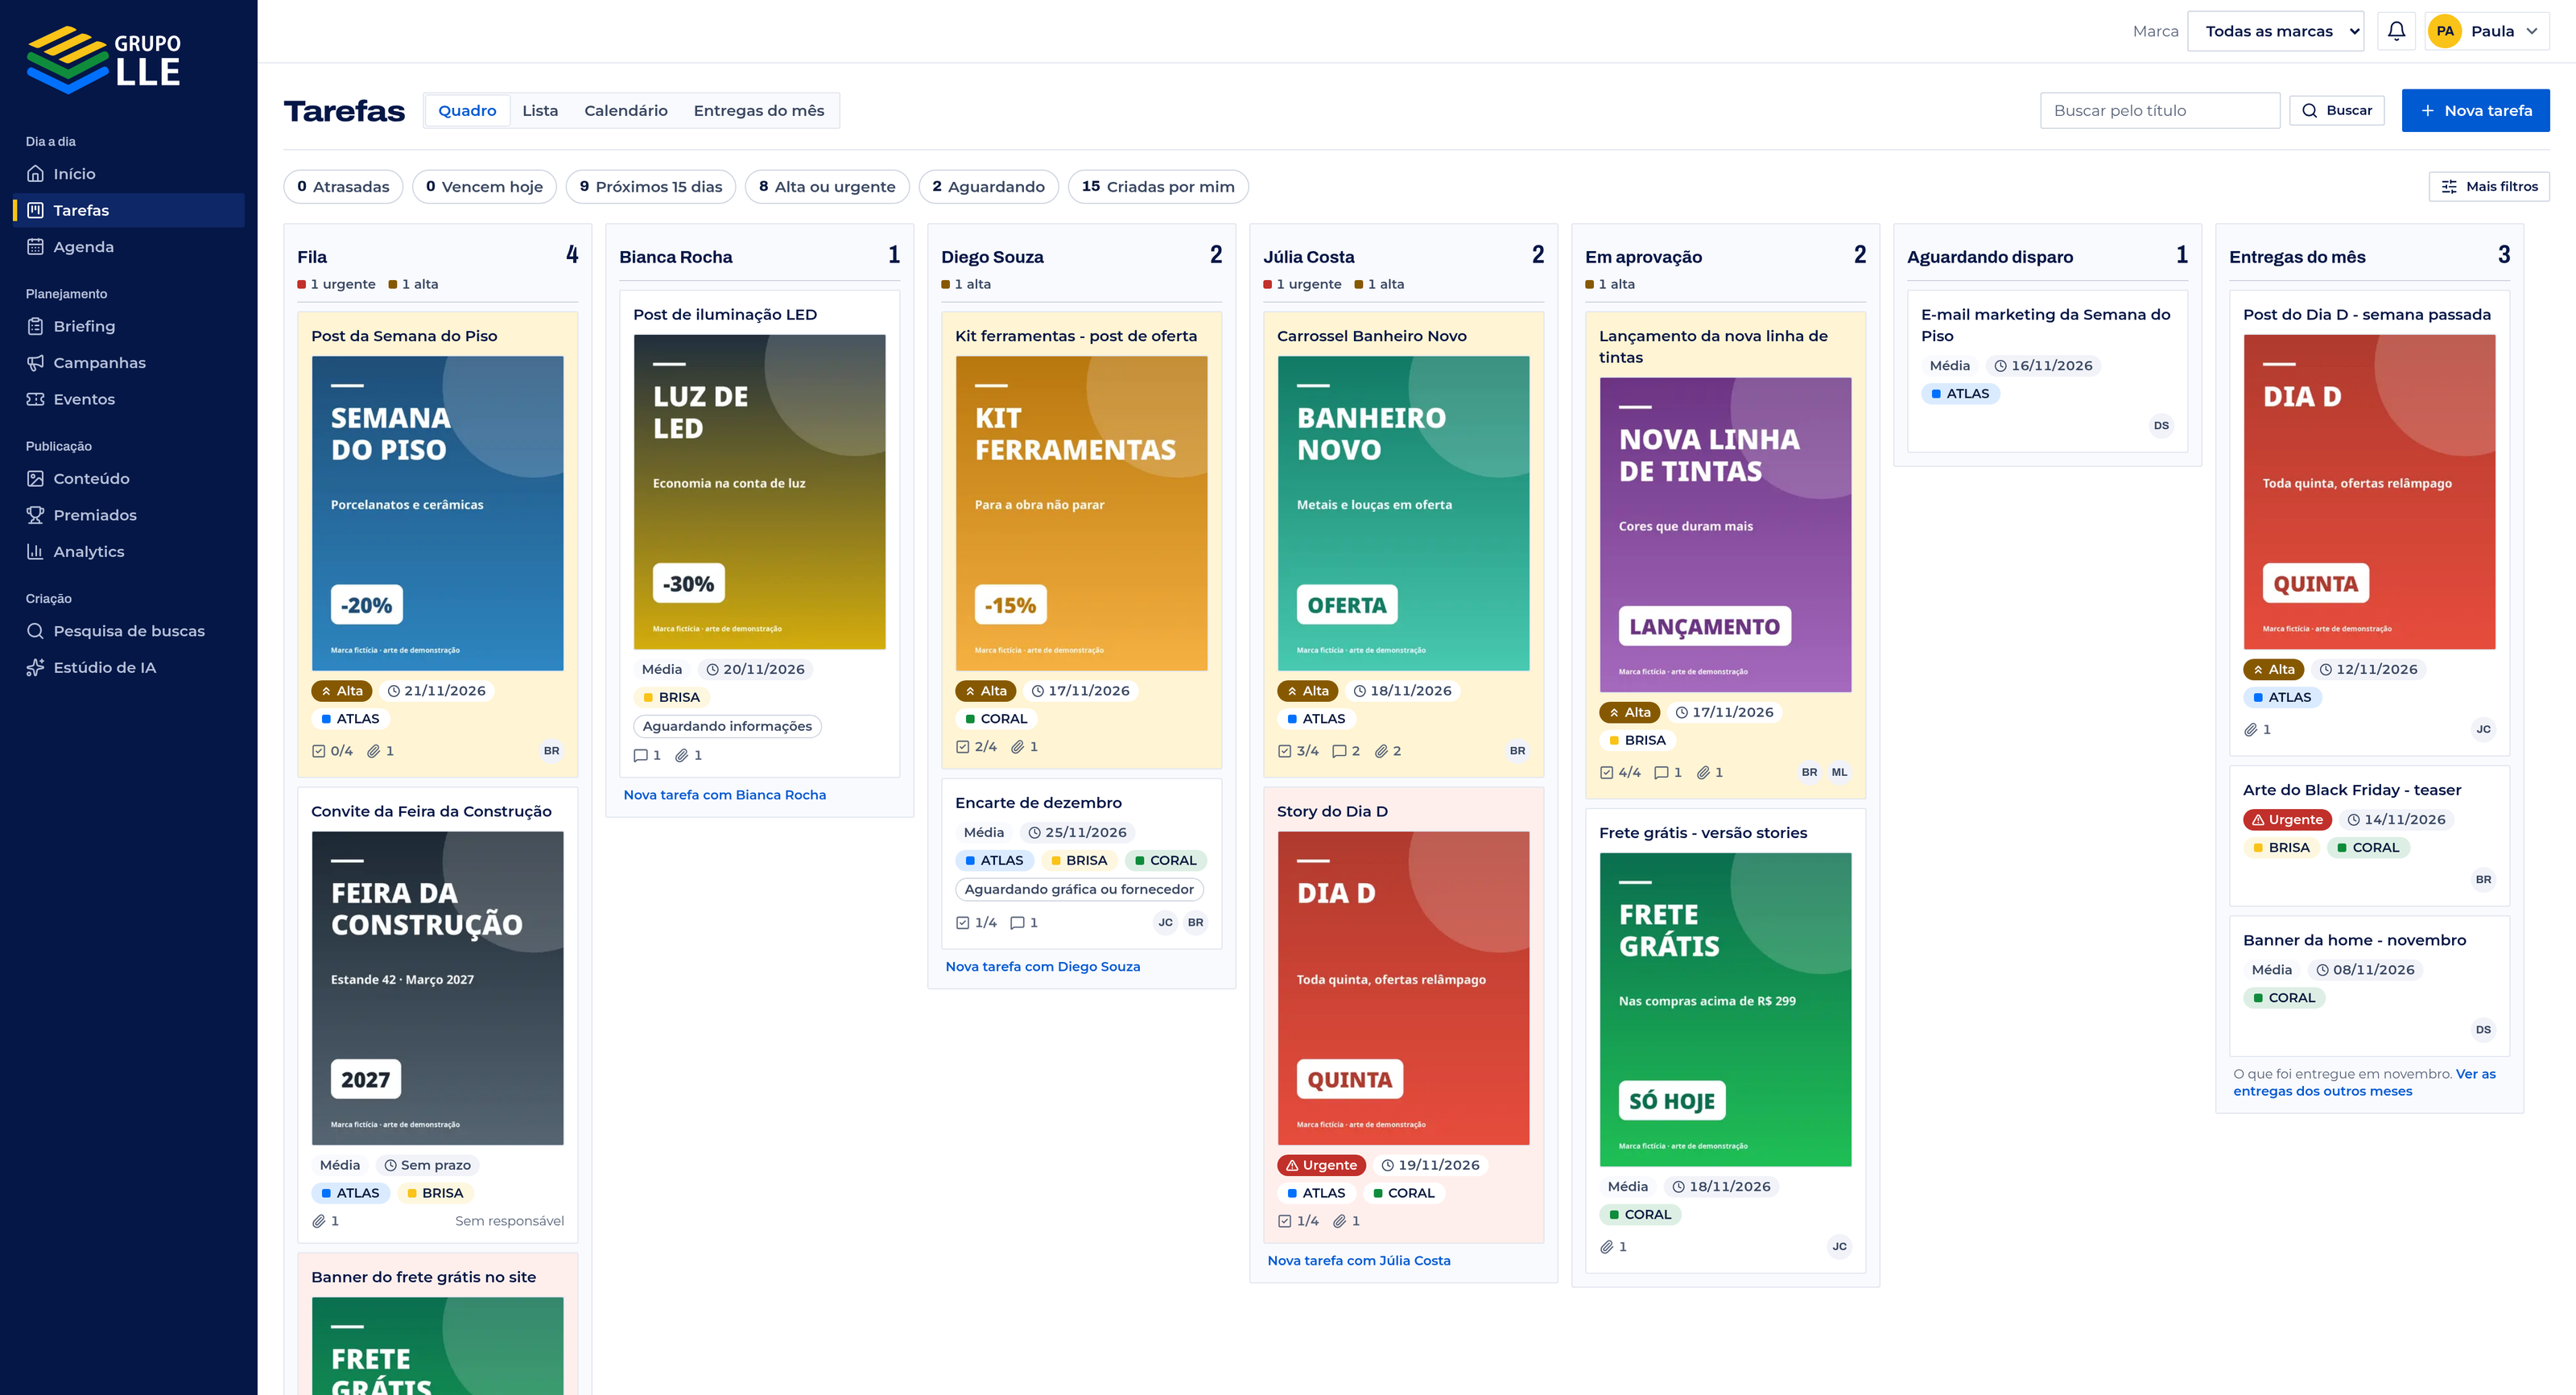 GRUPO
LLE
Dia a dia
Início
Tarefas
Agenda
Planejamento
Briefing
Campanhas
Eventos
Publicação
Conteúdo
Premiados
Analytics
Criação
Pesquisa de buscas
Estúdio de IA
Marca
Todas as marcas
PA
Paula
Tarefas
Quadro
Lista
Calendário
Entregas do mês
Buscar pelo título
Buscar
Nova tarefa
0 Atrasadas
0 Vencem hoje
9 Próximos 15 dias
8 Alta ou urgente
2 Aguardando
15 Criadas por mim
Mais filtros
Fila 4
1 urgente 1 alta
Post da Semana do Piso
SEMANA
DO PISO
Porcelanatos e cerâmicas
-20%
Marca fictícia · arte de demonstração
Alta 21/11/2026
ATLAS
0/4 1 BR
Convite da Feira da Construção
FEIRA DA
CONSTRUÇÃO
Estande 42 · Março 2027
2027
Marca fictícia · arte de demonstração
Média Sem prazo
ATLAS BRISA
1 Sem responsável
Banner do frete grátis no site
FRETE
GRÁTIS
Bianca Rocha 1
Post de iluminação LED
LUZ DE
LED
Economia na conta de luz
-30%
Marca fictícia · arte de demonstração
Média 20/11/2026
BRISA
Aguardando informações
1 1
Nova tarefa com Bianca Rocha
Diego Souza 2
1 alta
Kit ferramentas - post de oferta
KIT
FERRAMENTAS
Para a obra não parar
-15%
Marca fictícia · arte de demonstração
Alta 17/11/2026
CORAL
2/4 1
Encarte de dezembro
Média 25/11/2026
ATLAS BRISA CORAL
Aguardando gráfica ou fornecedor
1/4 1 JC BR
Nova tarefa com Diego Souza
Júlia Costa 2
1 urgente 1 alta
Carrossel Banheiro Novo
BANHEIRO
NOVO
Metais e louças em oferta
OFERTA
Marca fictícia · arte de demonstração
Alta 18/11/2026
ATLAS
3/4 2 2 BR
Story do Dia D
DIA D
Toda quinta, ofertas relâmpago
QUINTA
Marca fictícia · arte de demonstração
Urgente 19/11/2026
ATLAS CORAL
1/4 1
Nova tarefa com Júlia Costa
Em aprovação 2
1 alta
Lançamento da nova linha de
tintas
NOVA LINHA
DE TINTAS
Cores que duram mais
LANÇAMENTO
Marca fictícia · arte de demonstração
Alta 17/11/2026
BRISA
4/4 1 1 BR ML
Frete grátis - versão stories
FRETE
GRÁTIS
Nas compras acima de R$ 299
SÓ HOJE
Marca fictícia · arte de demonstração
Média 18/11/2026
CORAL
1 JC
Aguardando disparo 1
E-mail marketing da Semana do
Piso
Média 16/11/2026
ATLAS
DS
Entregas do mês 3
Post do Dia D - semana passada
DIA D
Toda quinta, ofertas relâmpago
QUINTA
Marca fictícia · arte de demonstração
Alta 12/11/2026
ATLAS
1 JC
Arte do Black Friday - teaser
Urgente 14/11/2026
BRISA CORAL
BR
Banner da home - novembro
Média 08/11/2026
CORAL
DS
O que foi entregue em novembro. Ver as
entregas dos outros meses